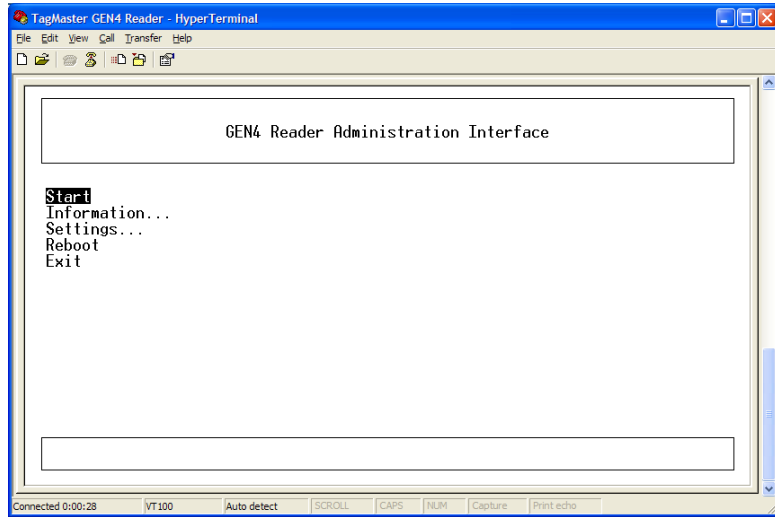 TagMaster GEN4 Reader - HyperTerminal
File Edit View Call Transfer Help
GEN4 Reader Administration Interface
Start
Information...
Settings...
Reboot
Exit
Connected 0:00:28 VT100 Auto detect SCROLL CAPS NUM Capture Print echo